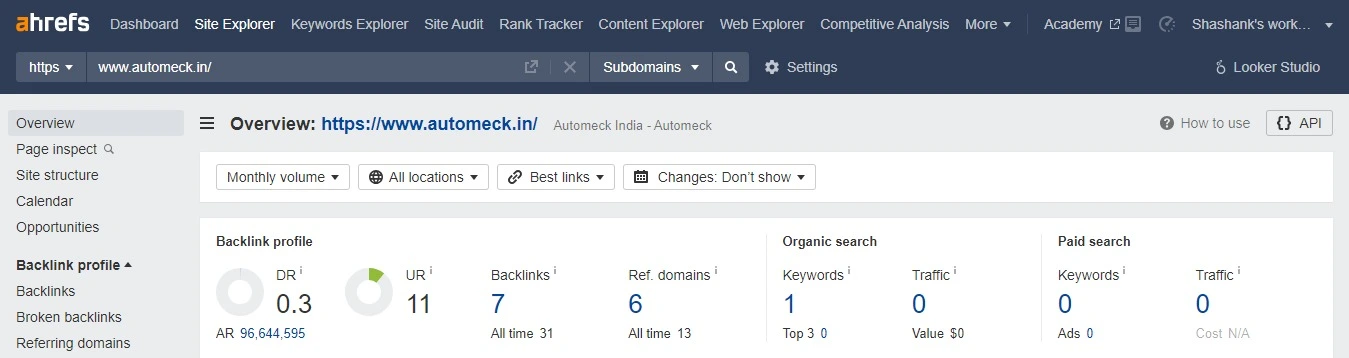 ahrefs Dashboard Site Explorer Keywords Explorer Site Audit Rank Tracker Content Explorer Web Explorer Competitive Analysis More Academy Shashank's work...
https www.automeck.in/ Subdomains Settings Looker Studio
Overview
Page inspect
Site structure
Calendar
Opportunities
Backlink profile
Backlinks
Broken backlinks
Referring domains
Overview: https://www.automeck.in/ Automeck India - Automeck How to use {} API
Monthly volume All locations Best links Changes: Don't show
Backlink profile Organic search Paid search
DR i UR i Backlinks i Ref. domains i Keywords i Traffic i Keywords i Traffic i
0.3 11 7 6 1 0 0 0
AR 96,644,595 All time 31 All time 13 Top 3 0 Value $0 Ads 0 Cost N/A